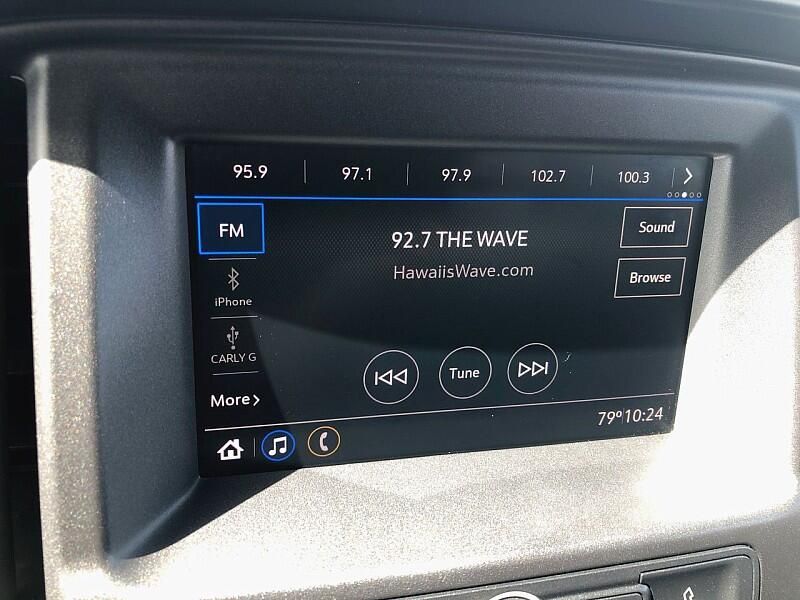 95.9 97.1 97.9 102.7 100.3
FM
92.7 THE WAVE
HawaiisWave.com
Sound
Browse
iPhone
CARLY G
Tune
More
79° 10:24